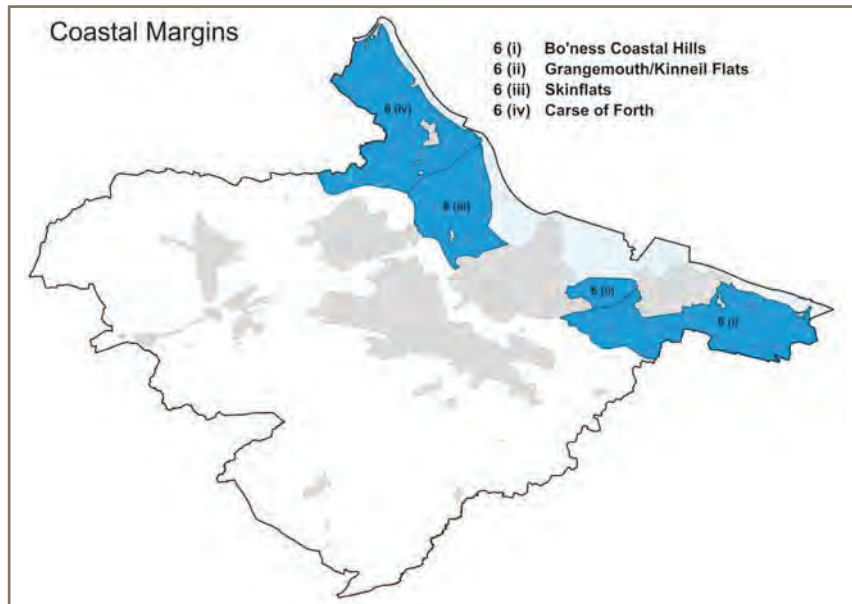 Coastal Margins
6 (i) Bo'ness Coastal Hills
6 (ii) Grangemouth/Kinneil Flats
6 (iii) Skinflats
6 (iv) Carse of Forth
6 (iv)
6 (iii)
6 (ii)
6 (i)